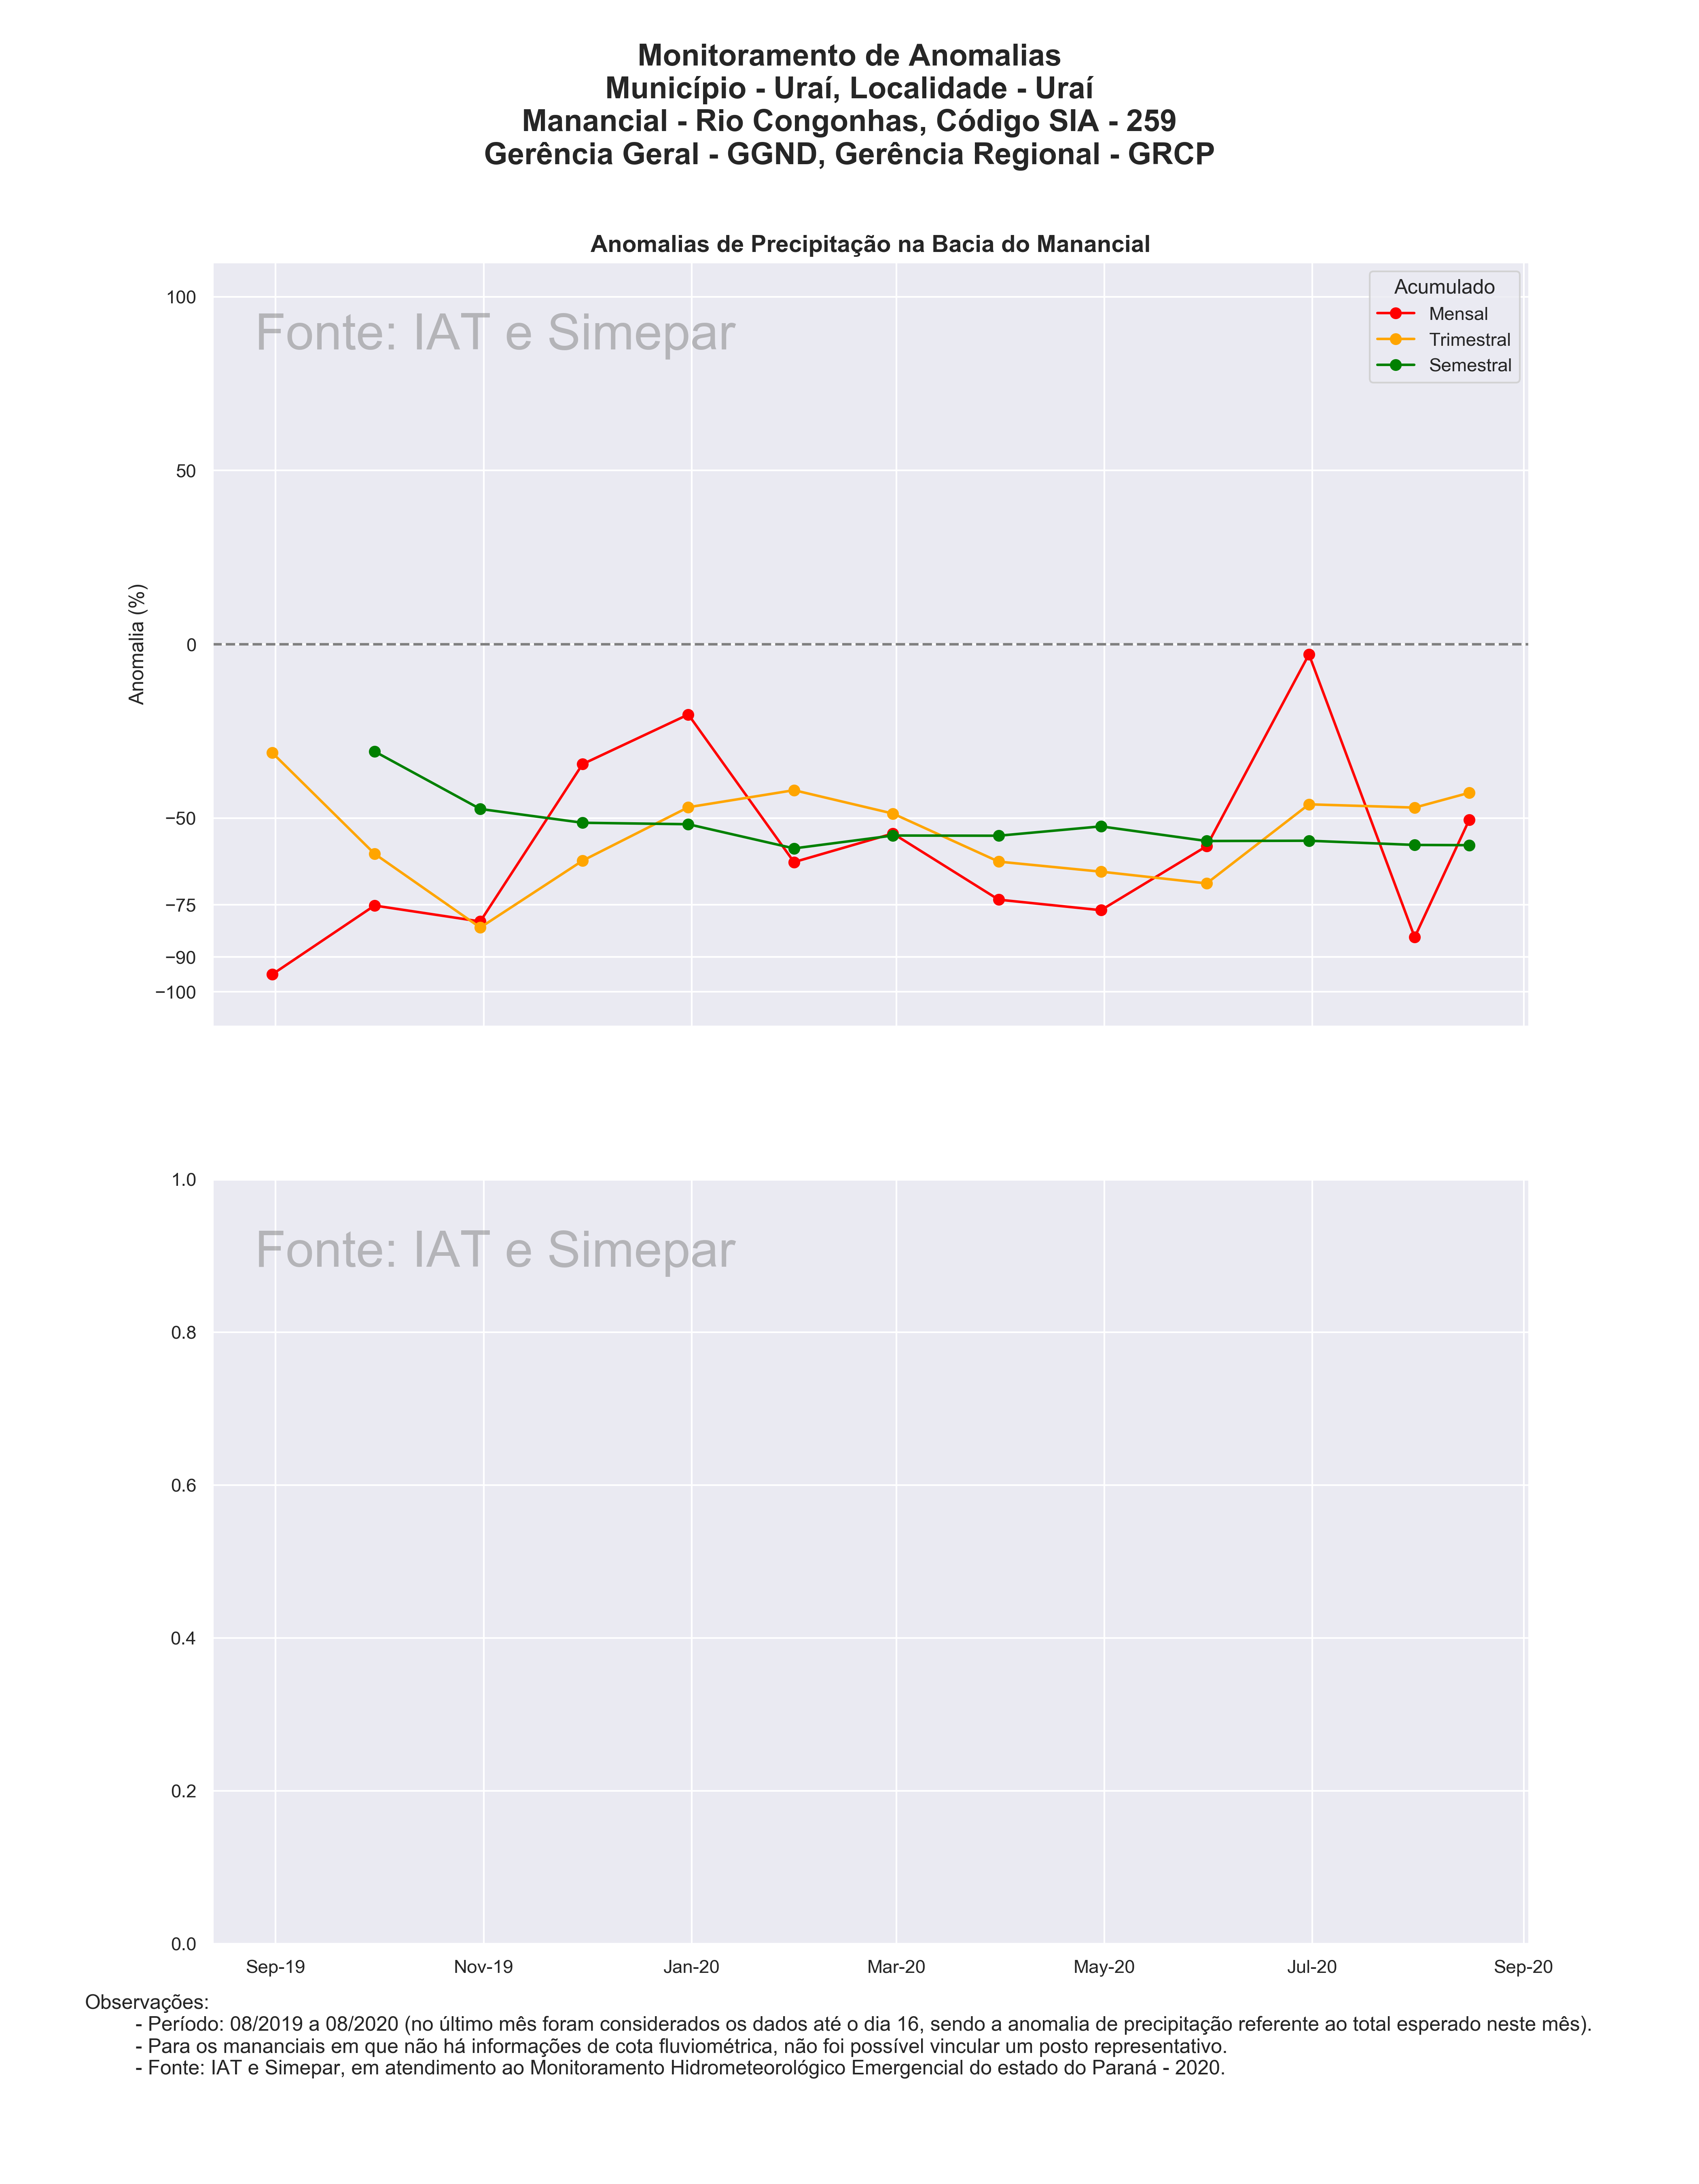 Monitoramento de Anomalias
Município - Uraí, Localidade - Uraí
Manancial - Rio Congonhas, Código SIA - 259
Gerência Geral - GGND, Gerência Regional - GRCP
Anomalias de Precipitação na Bacia do Manancial
Fonte: IAT e Simepar
Acumulado
Mensal
Trimestral
Semestral
Anomalia (%)
100
50
0
−50
−75
−90
−100
Fonte: IAT e Simepar
1.0
0.8
0.6
0.4
0.2
0.0
Sep-19 Nov-19 Jan-20 Mar-20 May-20 Jul-20 Sep-20
Observações:
- Período: 08/2019 a 08/2020 (no último mês foram considerados os dados até o dia 16, sendo a anomalia de precipitação referente ao total esperado neste mês).
- Para os mananciais em que não há informações de cota fluviométrica, não foi possível vincular um posto representativo.
- Fonte: IAT e Simepar, em atendimento ao Monitoramento Hidrometeorológico Emergencial do estado do Paraná - 2020.